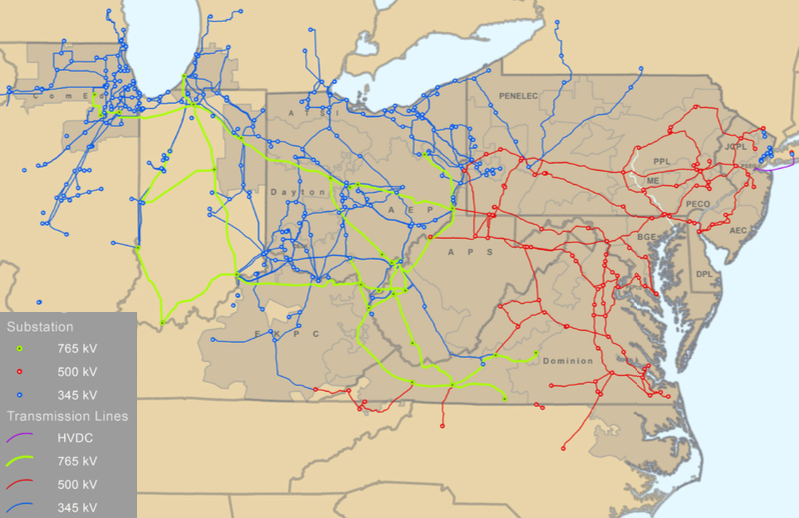 PENELEC
ComEd
ATSI
JCPL
PPL
ME
Dayton
PECO
AEP
AEC
BGE
APS
DPL
EKPC
Dominion
Substation
765 kV
500 kV
345 kV
Transmission Lines
HVDC
765 kV
500 kV
345 kV